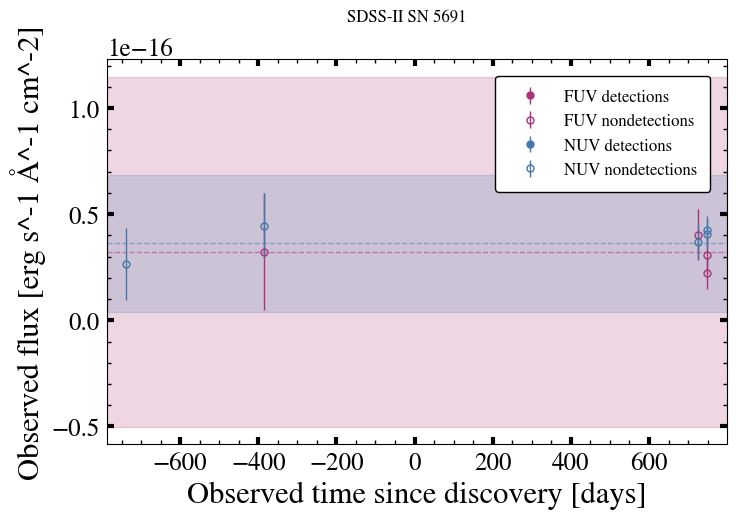 SDSS-II SN 5691
1e−16
1.0
0.5
0.0
−0.5
−600
−400
−200
0
200
400
600
Observed flux [erg s^-1 Å^-1 cm^-2]
Observed time since discovery [days]
FUV detections
FUV nondetections
NUV detections
NUV nondetections